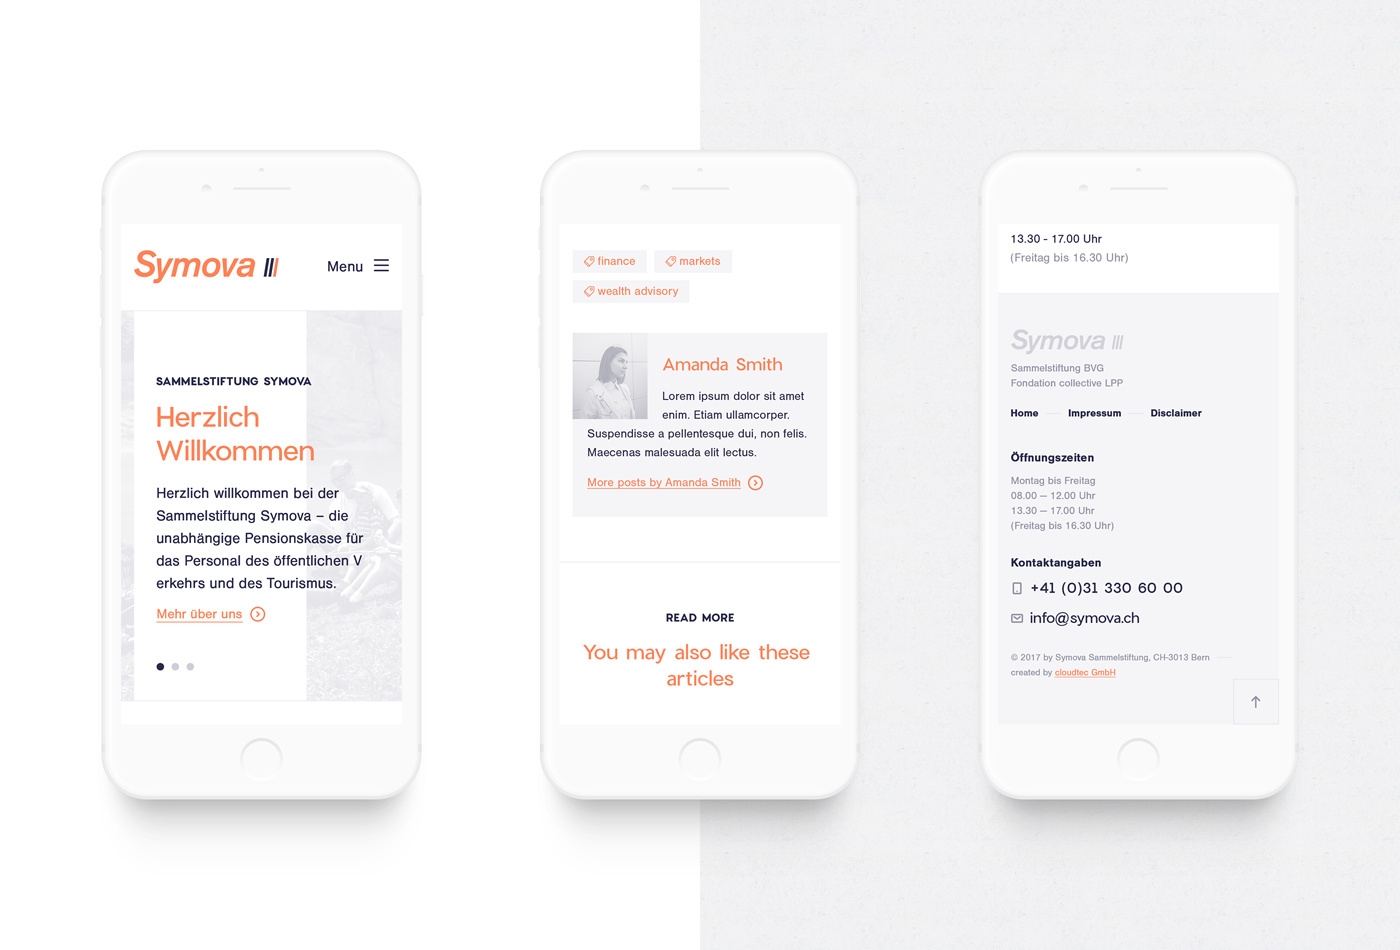 Symova
Menu
SAMMELSTIFTUNG SYMOVA
Herzlich
Willkommen
Herzlich willkommen bei der
Sammelstiftung Symova – die
unabhängige Pensionskasse für
das Personal des öffentlichen V
erkehrs und des Tourismus.
Mehr über uns
finance
markets
wealth advisory
Amanda Smith
Lorem ipsum dolor sit amet
enim. Etiam ullamcorper.
Suspendisse a pellentesque dui, non felis.
Maecenas malesuada elit lectus.
More posts by Amanda Smith
READ MORE
You may also like these
articles
13.30 - 17.00 Uhr
(Freitag bis 16.30 Uhr)
Symova
Sammelstiftung BVG
Fondation collective LPP
Home Impressum Disclaimer
Öffnungszeiten
Montag bis Freitag
08.00 – 12.00 Uhr
13.30 – 17.00 Uhr
(Freitag bis 16.30 Uhr)
Kontaktangaben
+41 (0)31 330 60 00
info@symova.ch
© 2017 by Symova Sammelstiftung, CH-3013 Bern
created by cloudtec GmbH